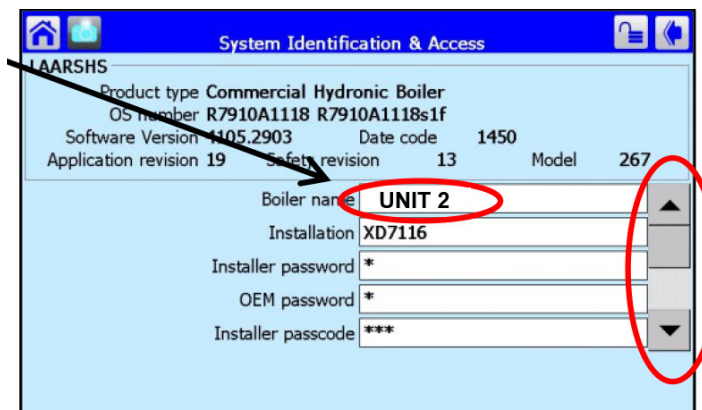 System Identification & Access
LAARSHS
Product type Commercial Hydronic Boiler
OS number R7910A1118 R7910A1118s1f
Software Version 4105.2903 Date code 1450
Application revision 19 Safety revision 13 Model 267
Boiler name UNIT 2
Installation XD7116
Installer password *
OEM password *
Installer passcode ***